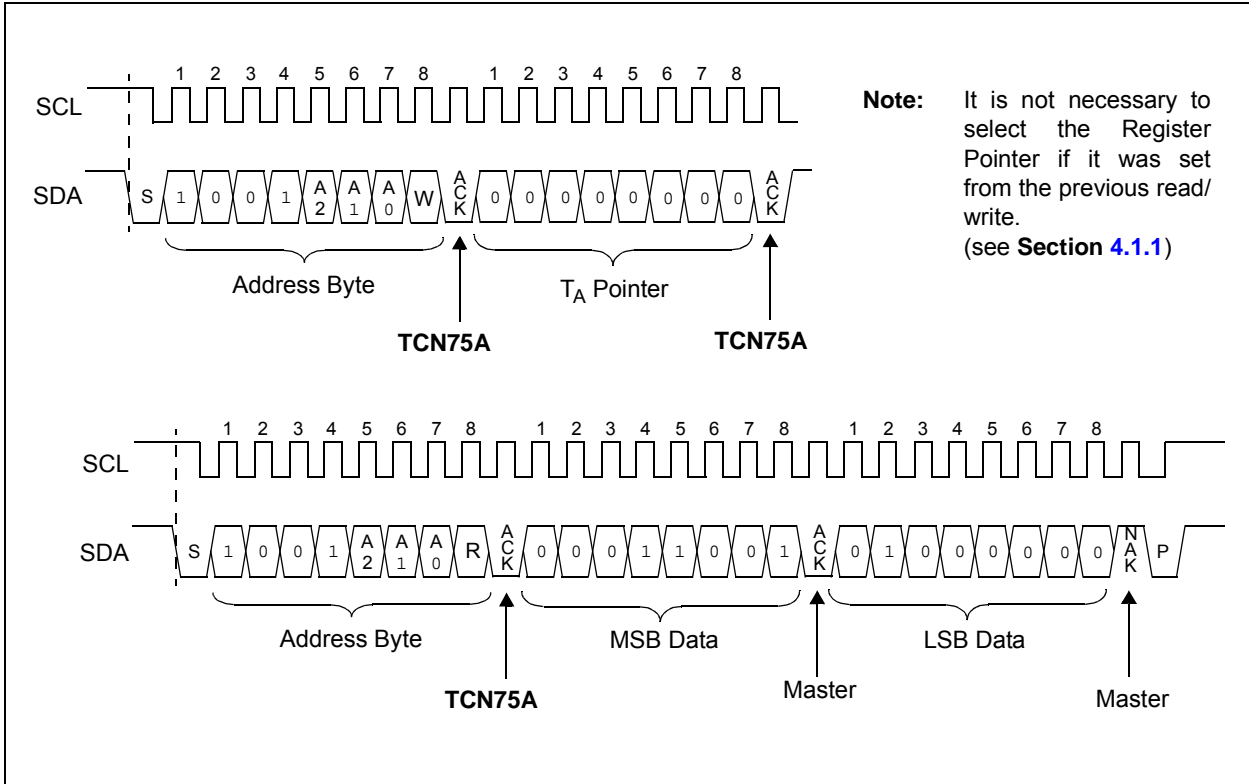 1 2 3 4 5 6 7 8 1 2 3 4 5 6 7 8
SCL
SDA
S 1 0 0 1 A2 A1 A0 W ACK 0 0 0 0 0 0 0 0 ACK
Address Byte
TA Pointer
TCN75A
TCN75A
Note: It is not necessary to
select the Register
Pointer if it was set
from the previous read/
write.
(see Section 4.1.1)
1 2 3 4 5 6 7 8 1 2 3 4 5 6 7 8 1 2 3 4 5 6 7 8
SCL
SDA
S 1 0 0 1 A2 A1 A0 R ACK 0 0 0 1 1 0 0 1 ACK 0 1 0 0 0 0 0 0 NAK P
Address Byte
MSB Data
LSB Data
TCN75A
Master
Master